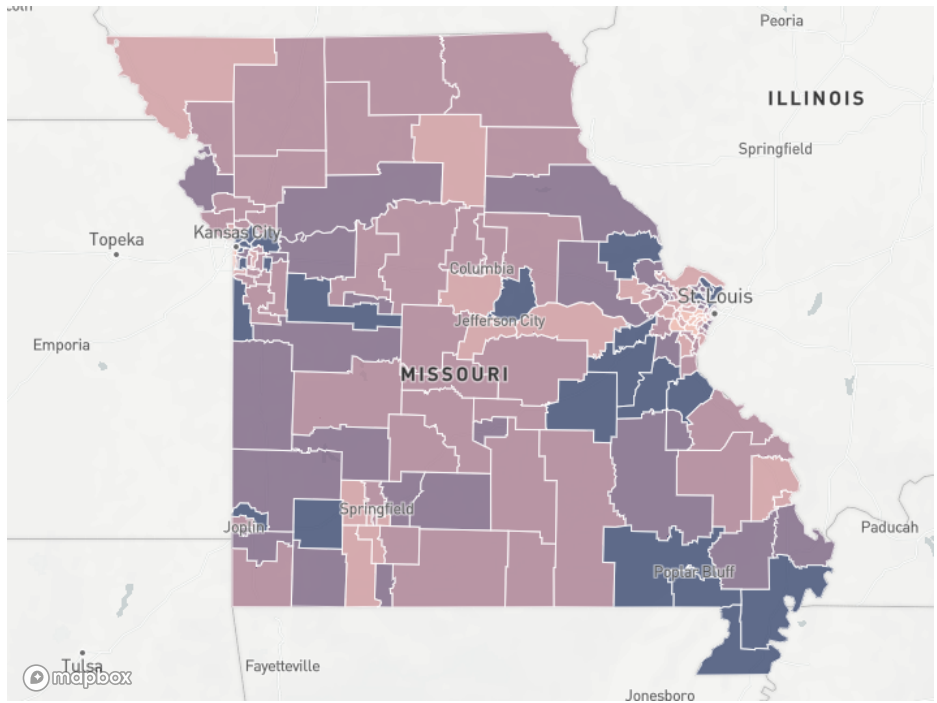 Peoria
ILLINOIS
Springfield
Kansas City
Topeka
Columbia
St. Louis
Jefferson City
Emporia
MISSOURI
Springfield
Joplin
Paducah
Poplar Bluff
Tulsa
Fayetteville
mapbox
Jonesboro